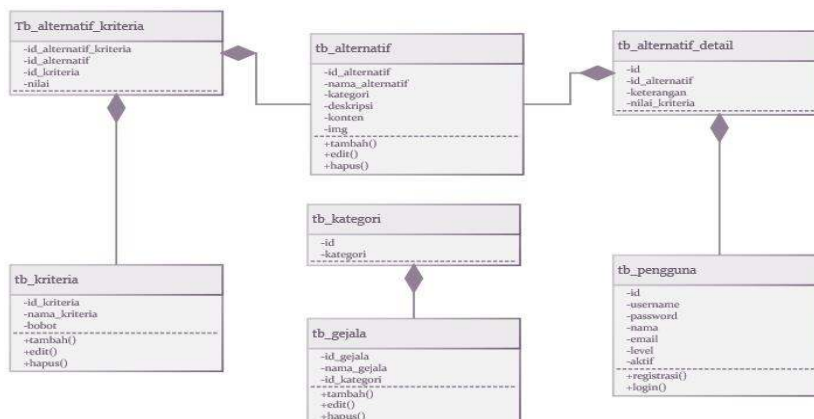 Tb_alternatif_kriteria
-id_alternatif_kriteria
-id_alternatif
-id_kriteria
-nilai
tb_alternatif
-id_alternatif
-nama_alternatif
-kategori
-deskripsi
-konten
-img
+tambah()
+edit()
+hapus()
tb_alternatif_detail
-id
-id_alternatif
-keterangan
-nilai_kriteria
tb_kriteria
-id_kriteria
-nama_kriteria
-bobot
+tambah()
+edit()
+hapus()
tb_kategori
-id
-kategori
tb_gejala
-id_gejala
-nama_gejala
-id_kategori
+tambah()
+edit()
+hapus()
tb_pengguna
-id
-username
-password
-nama
-email
-level
-aktif
+registrasi()
+login()